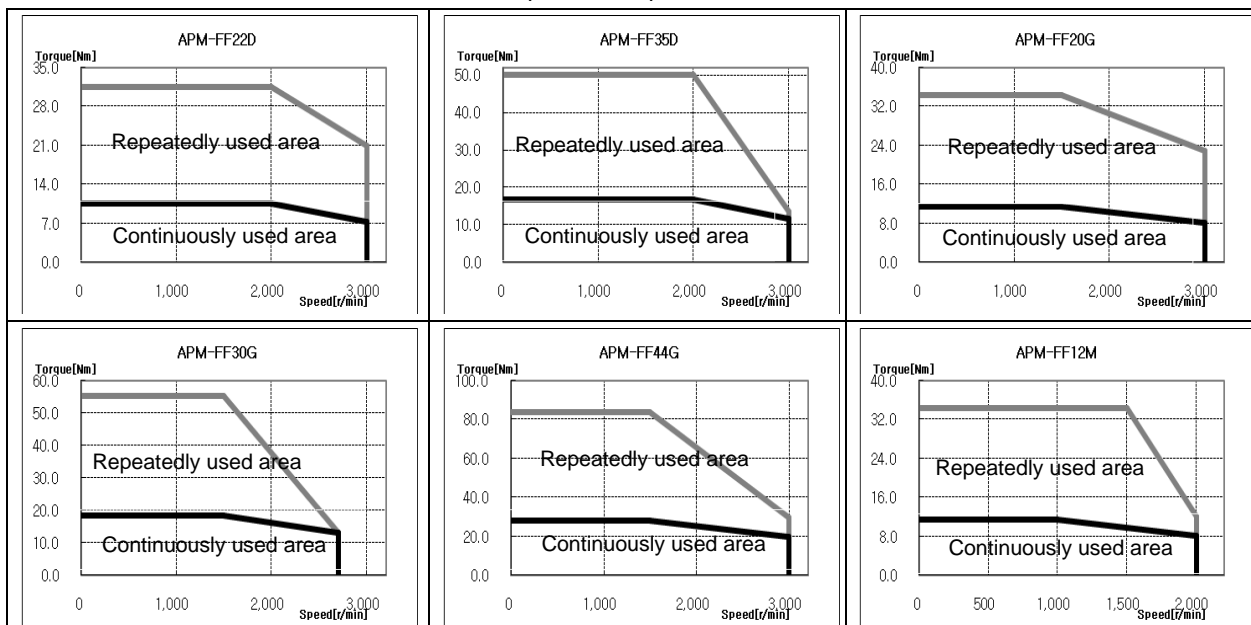 APM-FF22D
Torque[Nm]
35.0
28.0
21.0
14.0
7.0
0.0
Repeatedly used area
Continuously used area
0 1,000 2,000 3,000
Speed[r/min]
APM-FF35D
Torque[Nm]
50.0
40.0
30.0
20.0
10.0
0.0
Repeatedly used area
Continuously used area
0 1,000 2,000 3,000
Speed[r/min]
APM-FF20G
Torque[Nm]
40.0
32.0
24.0
16.0
8.0
0.0
Repeatedly used area
Continuously used area
0 1,000 2,000 3,000
Speed[r/min]
APM-FF30G
Torque[Nm]
60.0
50.0
40.0
30.0
20.0
10.0
0.0
Repeatedly used area
Continuously used area
0 1,000 2,000 3,000
Speed[r/min]
APM-FF44G
Torque[Nm]
100.0
80.0
60.0
40.0
20.0
0.0
Repeatedly used area
Continuously used area
0 1,000 2,000 3,000
Speed[r/min]
APM-FF12M
Torque[Nm]
40.0
32.0
24.0
16.0
8.0
0.0
Repeatedly used area
Continuously used area
0 500 1,000 1,500 2,000
Speed[r/min]